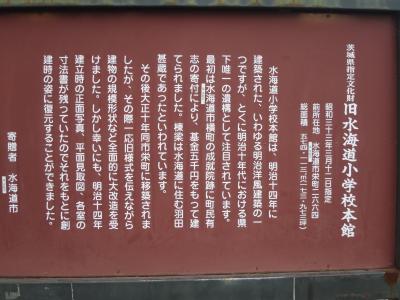 茨城県指定文化財
旧水海道小学校本館
昭和三十三年三月十二日指定
前所在地 水海道市栄町二六六四
総面積 五一四・一二三㎡(七三・九七坪)
水海道小学校本館は、明治十四年に
建築された、いわゆる明治洋風建築の一
つですが、とくに明治十年代における県
下唯一の遺構として注目されています。
最初は水海道市橋町の成就院跡に町民有
志の寄付により、基金五千円をもって建
てられました。棟梁は水海道に住む羽田
甚蔵であったといわれています。
その後大正十年同市栄町に移築されま
したが、その際一応旧様式を伝えながら
建物の規模形状など全面的に大改造を受
けました。しかし幸いにも、明治十四年
建立時の正面写真、平面見取図、各室の
寸法書が残っていたのでそれをもとに創
建時の姿に復元することができました。
寄贈者 水海道市